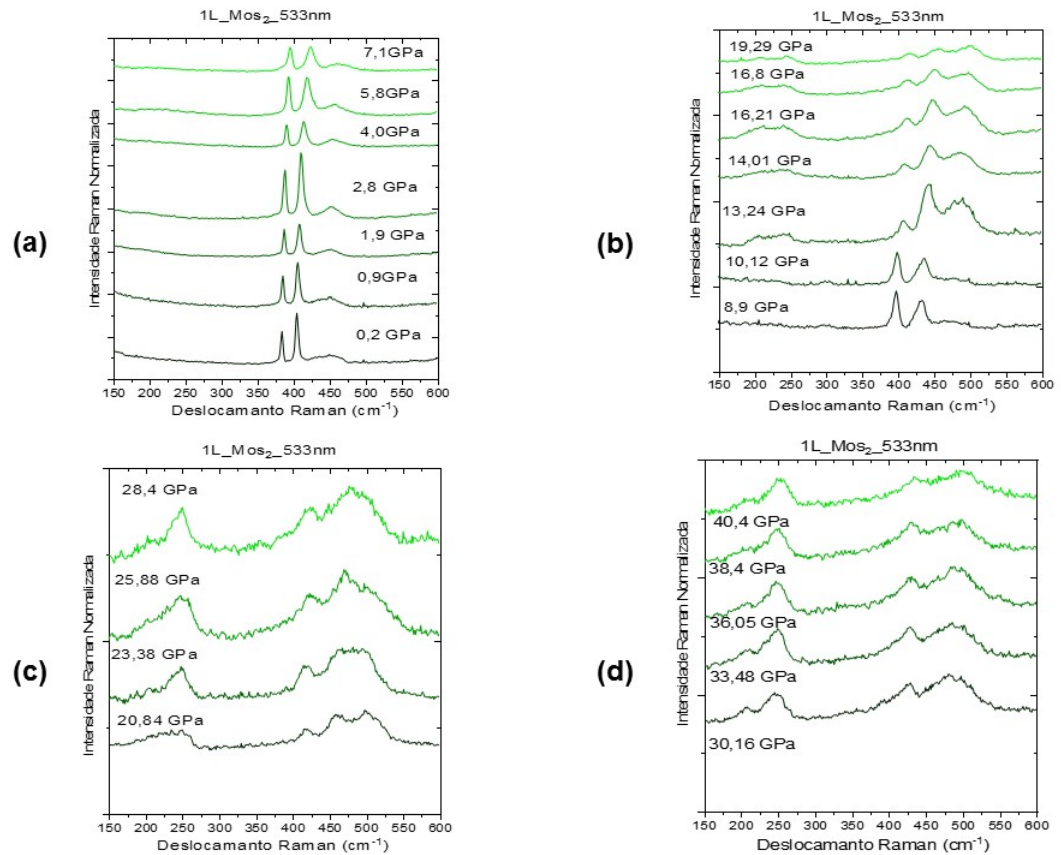 1L_Mos₂_533nm
7,1GPa
5,8GPa
4,0GPa
2,8 GPa
1,9 GPa
0,9GPa
0,2 GPa
(a)
Intensidade Raman Normalizada
150 200 250 300 350 400 450 500 550 600
Deslocamanto Raman (cm⁻¹)
1L_Mos₂_533nm
19,29 GPa
16,8 GPa
16,21 GPa
14,01 GPa
13,24 GPa
10,12 GPa
8,9 GPa
(b)
Intensidade Raman Normalizada
150 200 250 300 350 400 450 500 550 600
Deslocamanto Raman (cm⁻¹)
1L_Mos₂_533nm
28,4 GPa
25,88 GPa
23,38 GPa
20,84 GPa
(c)
Intensidade Raman Normalizada
150 200 250 300 350 400 450 500 550 600
Deslocamanto Raman (cm⁻¹)
1L_Mos₂_533nm
40,4 GPa
38,4 GPa
36,05 GPa
33,48 GPa
30,16 GPa
(d)
Intensidade Raman Normalizada
150 200 250 300 350 400 450 500 550 600
Deslocamanto Raman (cm⁻¹)